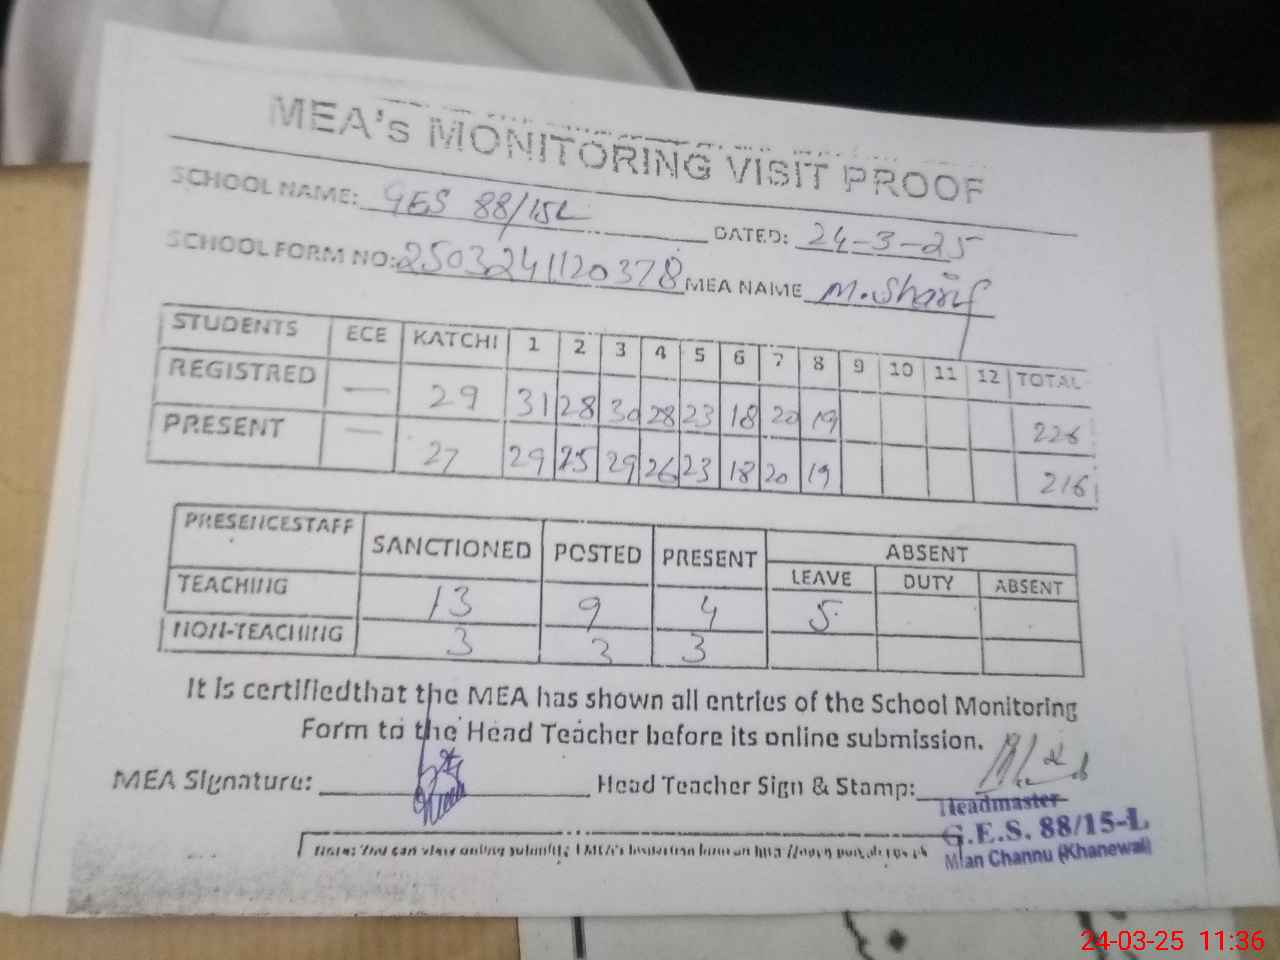 MEA's MONITORING VISIT PROOF
SCHOOL NAME: GES 88/15L DATED: 24-3-25
SCHOOL FORM NO: 2503241120378 MEA NAME M. Sharif
STUDENTS ECE KATCHI 1 2 3 4 5 6 7 8 9 10 11 12 TOTAL
REGISTRED — 29 31 28 30 28 23 18 20 19 226
PRESENT — 27 29 25 29 26 23 18 20 19 216
PRESENCESTAFF SANCTIONED POSTED PRESENT ABSENT
LEAVE DUTY ABSENT
TEACHING 13 9 4 5
NON-TEACHING 3 3 3
It is certifiedthat the MEA has shown all entries of the School Monitoring
Form to the Head Teacher before its online submission.
MEA Signature: Head Teacher Sign & Stamp:
Headmaster
G.E.S. 88/15-L
Mian Channu (Khanewal)
Note: You can view online
24-03-25 11:36